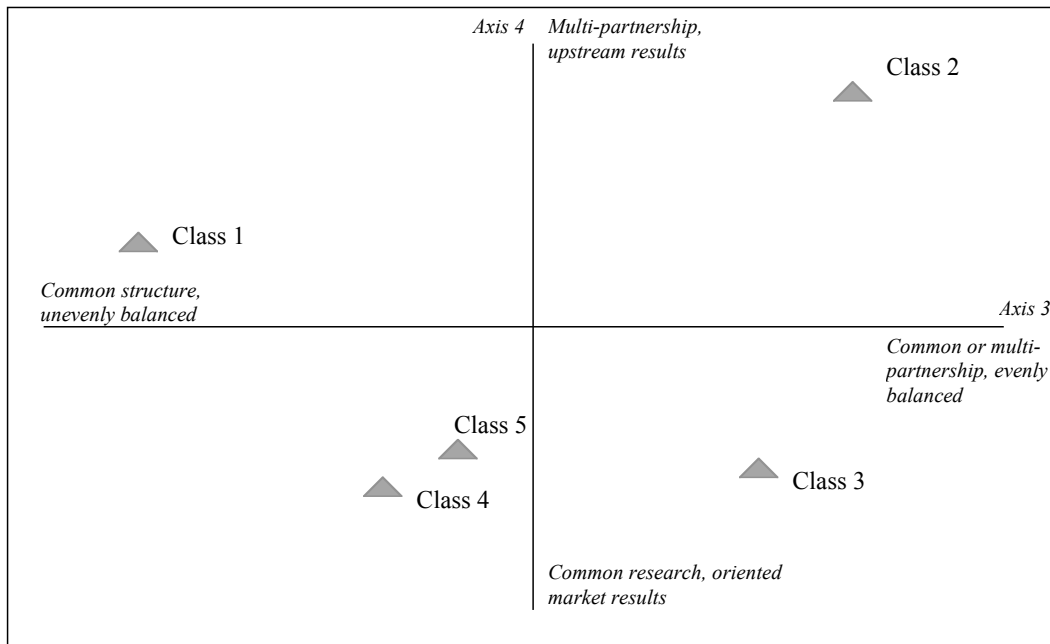 Axis 4
Multi-partnership,
upstream results
Class 2
Class 1
Common structure,
unevenly balanced
Axis 3
Common or multi-
partnership, evenly
balanced
Class 5
Class 4
Class 3
Common research, oriented
market results